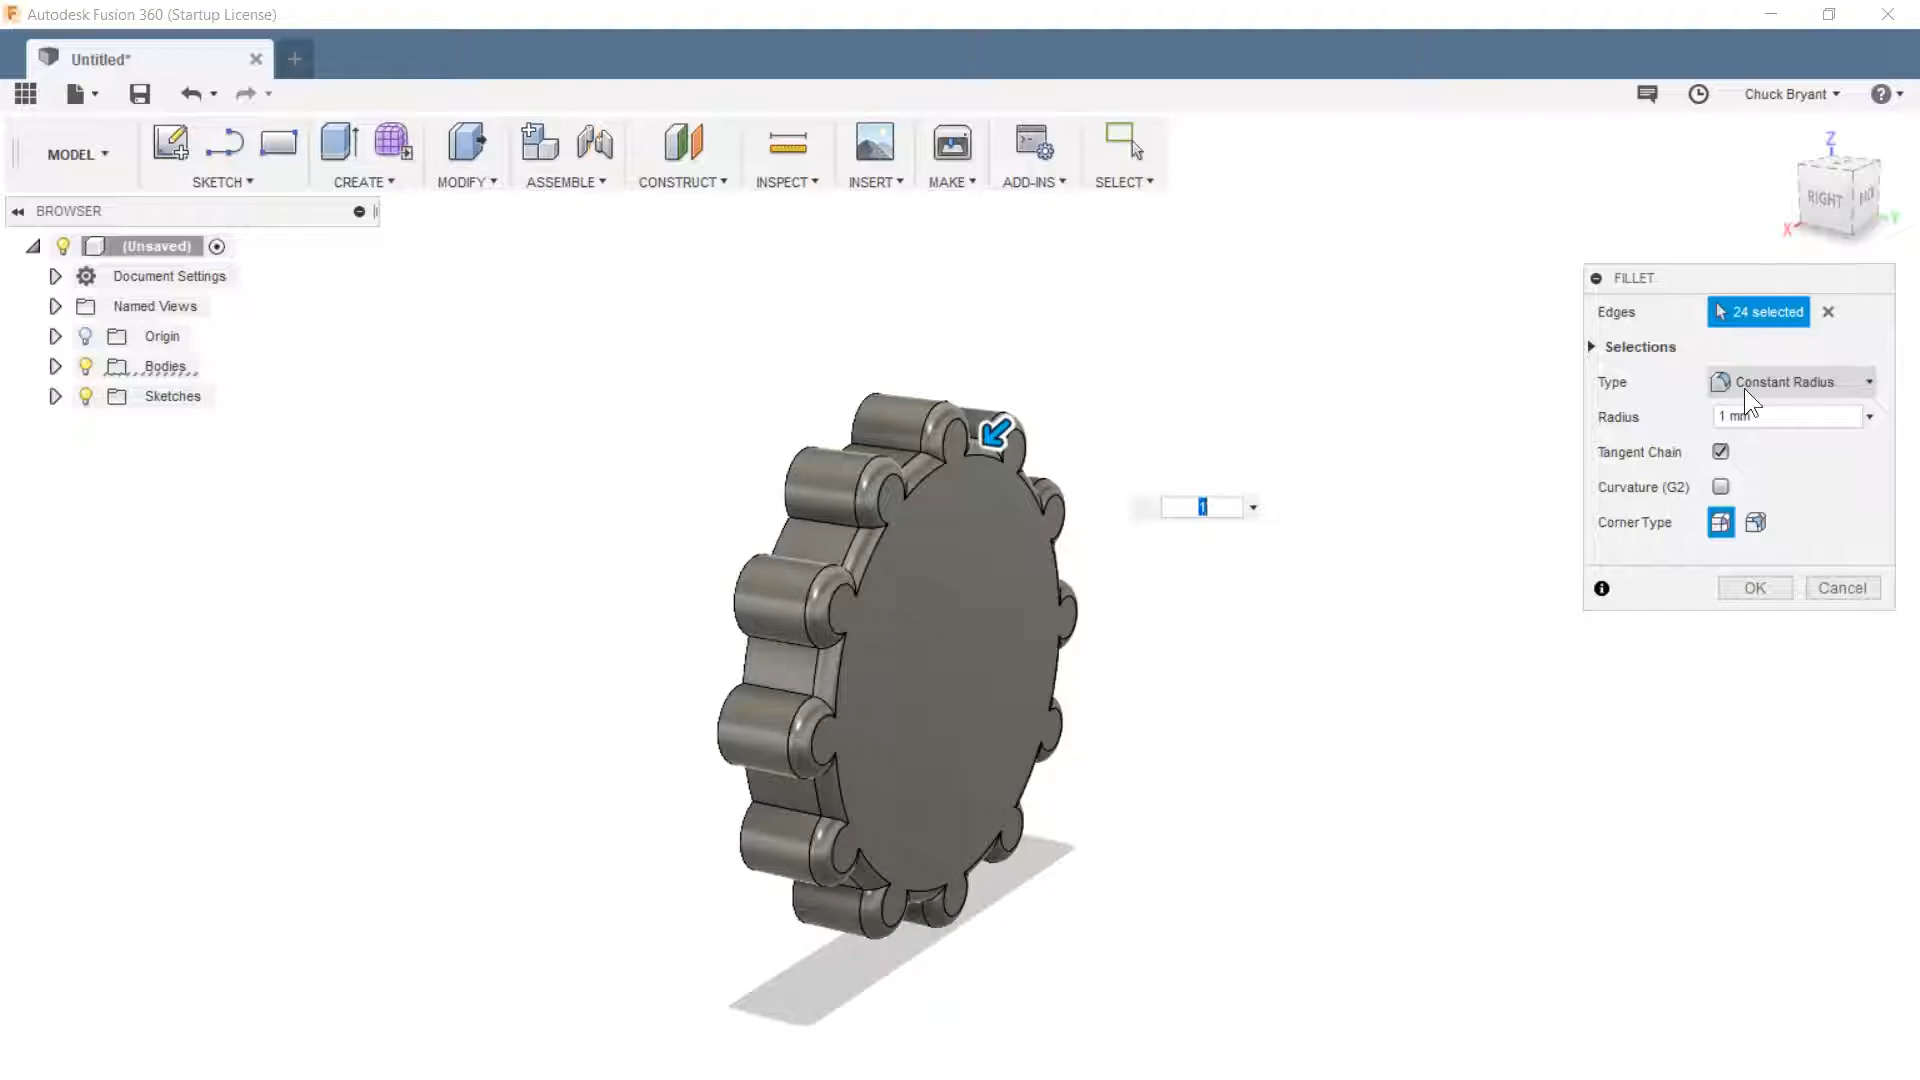 Autodesk Fusion 360 (Startup License)
Untitled*
Chuck Bryant
MODEL
SKETCH
CREATE
MODIFY
ASSEMBLE
CONSTRUCT
INSPECT
INSERT
MAKE
ADD-INS
SELECT
BROWSER
(Unsaved)
Document Settings
Named Views
Origin
Bodies
Sketches
Z
RIGHT
X
Y
FILLET
Edges
24 selected
Selections
Type
Constant Radius
Radius
1 mm
Tangent Chain
Curvature (G2)
Corner Type
OK
Cancel
1